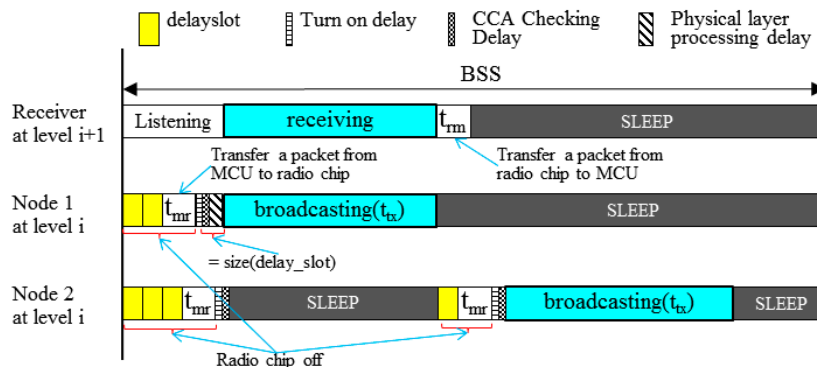 delayslot
Turn on delay
CCA Checking
Delay
Physical layer
processing delay
BSS
Receiver
at level i+1
Listening
receiving
t_rm
SLEEP
Transfer a packet from
MCU to radio chip
Transfer a packet from
radio chip to MCU
Node 1
at level i
t_mr
broadcasting(t_tx)
SLEEP
= size(delay_slot)
Node 2
at level i
t_mr
SLEEP
t_mr
broadcasting(t_tx)
SLEEP
Radio chip off